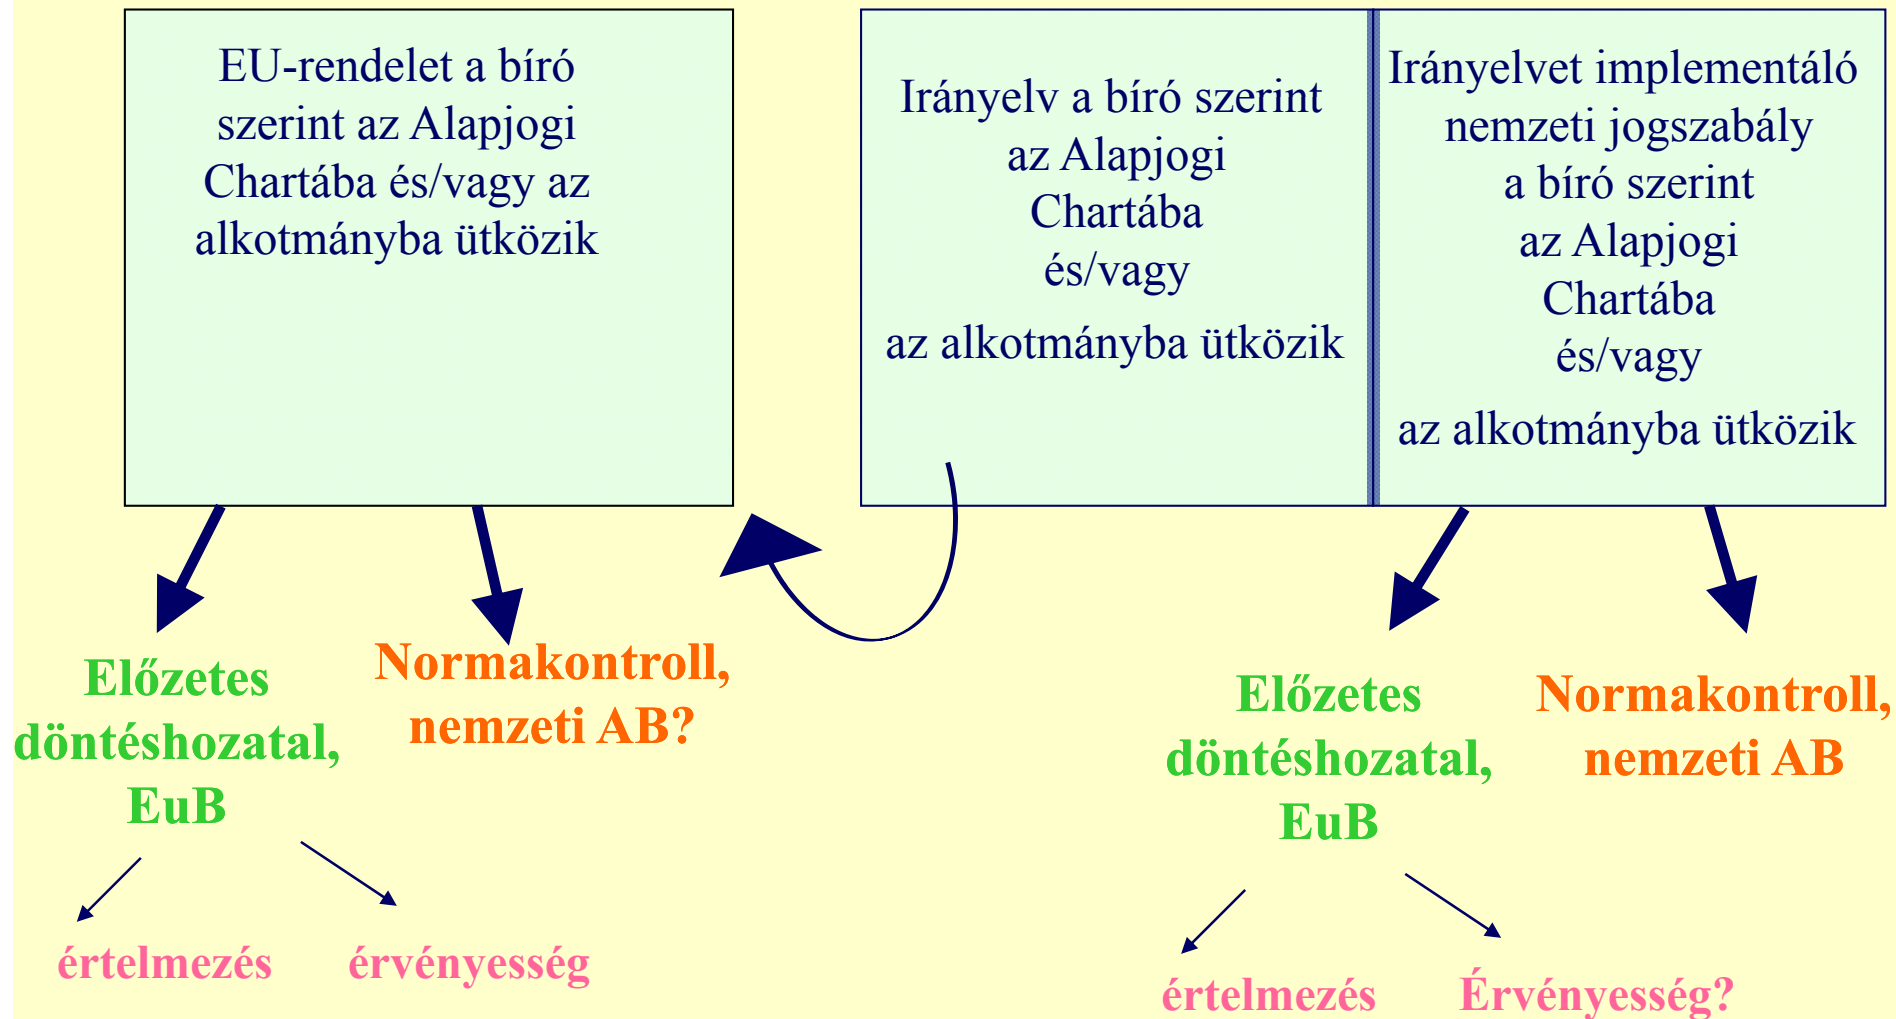 EU-rendelet a bíró
szerint az Alapjogi
Chartába és/vagy az
alkotmányba ütközik
Irányelv a bíró szerint
az Alapjogi
Chartába
és/vagy
az alkotmányba ütközik
Irányelvet implementáló
nemzeti jogszabály
a bíró szerint
az Alapjogi
Chartába
és/vagy
az alkotmányba ütközik
Előzetes
döntéshozatal,
EuB
Normakontroll,
nemzeti AB?
értelmezés
érvényesség
Előzetes
döntéshozatal,
EuB
Normakontroll,
nemzeti AB
értelmezés
Érvényesség?